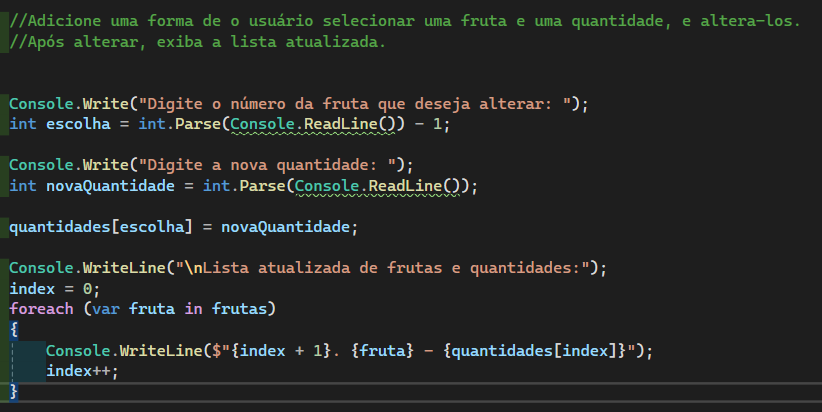 //Adicione uma forma de o usuário selecionar uma fruta e uma quantidade, e altera-los.
//Após alterar, exiba a lista atualizada.
Console.Write("Digite o número da fruta que deseja alterar: ");
int escolha = int.Parse(Console.ReadLine()) - 1;
Console.Write("Digite a nova quantidade: ");
int novaQuantidade = int.Parse(Console.ReadLine());
quantidades[escolha] = novaQuantidade;
Console.WriteLine("\nLista atualizada de frutas e quantidades:");
index = 0;
foreach (var fruta in frutas)
{
Console.WriteLine($"{index + 1}. {fruta} - {quantidades[index]}");
index++;
}